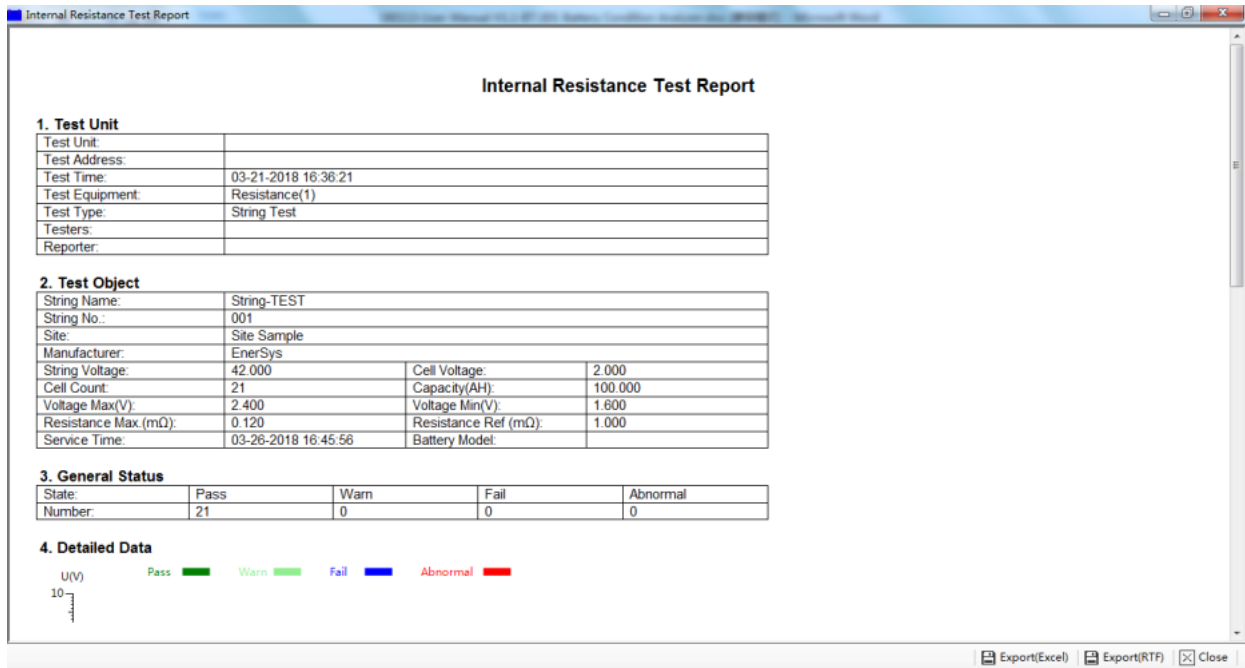 Internal Resistance Test Report
Internal Resistance Test Report
1. Test Unit
Test Unit:
Test Address:
Test Time: 03-21-2018 16:36:21
Test Equipment: Resistance(1)
Test Type: String Test
Testers:
Reporter:
2. Test Object
String Name: String-TEST
String No.: 001
Site: Site Sample
Manufacturer: EnerSys
String Voltage: 42.000 Cell Voltage: 2.000
Cell Count: 21 Capacity(AH): 100.000
Voltage Max(V): 2.400 Voltage Min(V): 1.600
Resistance Max.(mΩ): 0.120 Resistance Ref (mΩ): 1.000
Service Time: 03-26-2018 16:45:56 Battery Model:
3. General Status
State: Pass Warn Fail Abnormal
Number: 21 0 0 0
4. Detailed Data
U(V) Pass Warn Fail Abnormal
10
Export(Excel) Export(RTF) Close